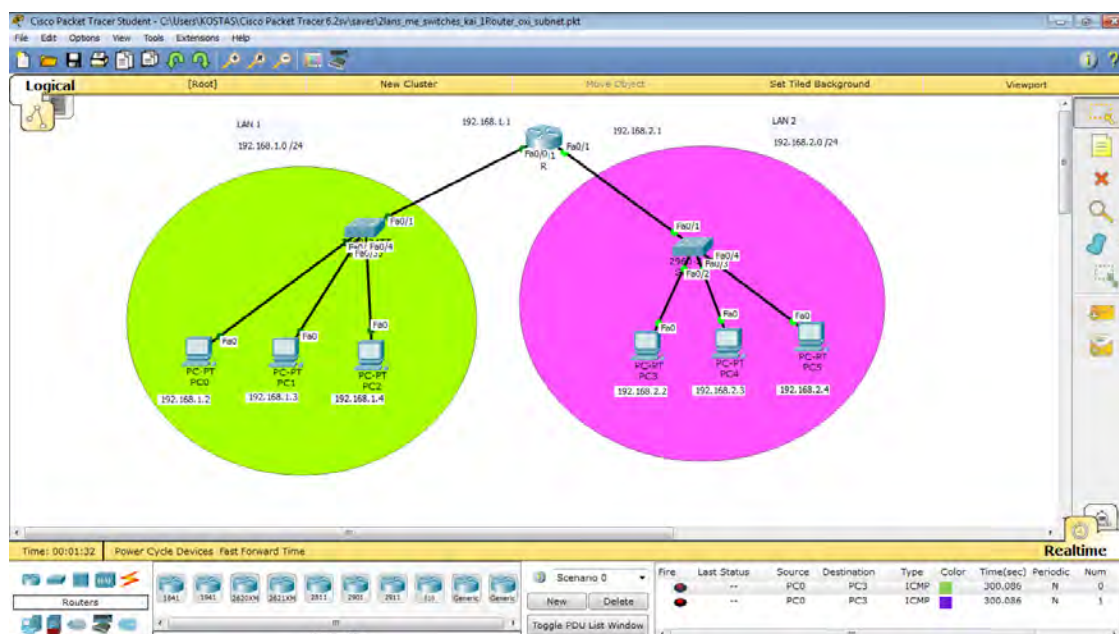 Cisco Packet Tracer Student - C:\Users\KOSTAS\Cisco Packet Tracer 6.2sv\saves\2lans_me_switches_kai_1Router_oxi_subnet.pkt
File Edit Options View Tools Extensions Help
Logical
[Root]
New Cluster
Move Object
Set Tiled Background
Viewport
LAN 1
192.168.1.0 /24
192.168.1.1
192.168.2.1
LAN 2
192.168.2.0 /24
Fa0/0
Fa0/1
R
Fa0/1
Fa0/4
Fa0/1
Fa0/4
Fa0/3
Fa0/2
Fa0
Fa0
Fa0
Fa0
Fa0
Fa0
PC-PT
PC0
192.168.1.2
PC-PT
PC1
192.168.1.3
PC-PT
PC2
192.168.1.4
PC-PT
PC3
192.168.2.2
PC-PT
PC4
192.168.2.3
PC-PT
PC5
192.168.2.4
Time: 00:01:32
Power Cycle Devices Fast Forward Time
Realtime
Routers
1841
1941
2620XM
2621XM
2811
2901
2911
819
Generic
Generic
Scenario 0
New
Delete
Toggle PDU List Window
Fire Last Status Source Destination Type Color Time(sec) Periodic Num
-- PC0 PC3 ICMP 300.086 N 0
-- PC0 PC3 ICMP 300.086 N 1